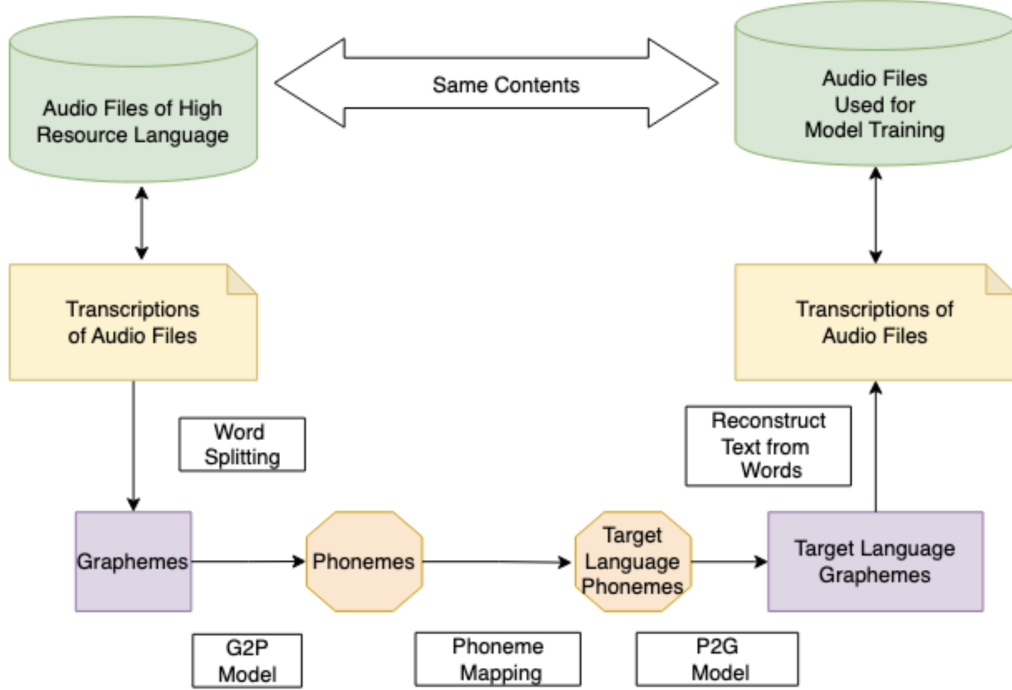 Audio Files of High
Resource Language
Same Contents
Audio Files
Used for
Model Training
Transcriptions
of Audio Files
Transcriptions of
Audio Files
Word
Splitting
Reconstruct
Text from
Words
Graphemes
Phonemes
Target
Language
Phonemes
Target Language
Graphemes
G2P
Model
Phoneme
Mapping
P2G
Model